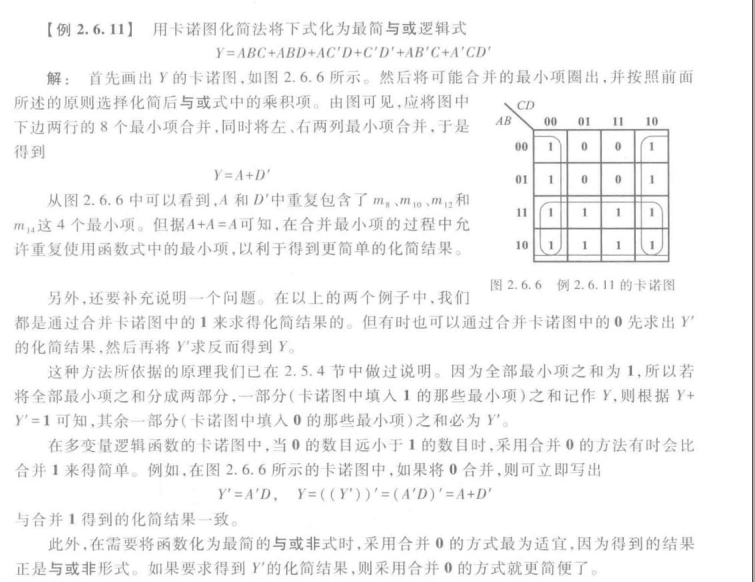 【例 2.6.11】 用卡诺图化简法将下式化为最简与或逻辑式
Y=ABC+ABD+AC'D+C'D'+AB'C+A'CD'
解: 首先画出 Y 的卡诺图,如图 2.6.6 所示。然后将可能合并的最小项圈出,并按照前面
所述的原则选择化简后与或式中的乘积项。由图可见,应将图中
下边两行的 8 个最小项合并,同时将左、右两列最小项合并,于是
得到
Y=A+D'
从图 2.6.6 中可以看到,A 和 D'中重复包含了 m₈、m₁₀、m₁₂和
m₁₄这 4 个最小项。但据A+A=A可知,在合并最小项的过程中允
许重复使用函数式中的最小项,以利于得到更简单的化简结果。
CD
AB 00 01 11 10
00 1 0 0 1
01 1 0 0 1
11 1 1 1 1
10 1 1 1 1
图 2.6.6 例 2.6.11 的卡诺图
另外,还要补充说明一个问题。在以上的两个例子中,我们
都是通过合并卡诺图中的 1 来求得化简结果的。但有时也可以通过合并卡诺图中的 0 先求出 Y'
的化简结果,然后再将 Y'求反而得到 Y。
这种方法所依据的原理我们已在 2.5.4 节中做过说明。因为全部最小项之和为 1,所以若
将全部最小项之和分成两部分,一部分(卡诺图中填入 1 的那些最小项)之和记作 Y,则根据 Y+
Y'=1 可知,其余一部分(卡诺图中填入 0 的那些最小项)之和必为 Y'。
在多变量逻辑函数的卡诺图中,当 0 的数目远小于 1 的数目时,采用合并 0 的方法有时会比
合并 1 来得简单。例如,在图 2.6.6 所示的卡诺图中,如果将 0 合并,则可立即写出
Y'=A'D, Y=((Y'))'=(A'D)'=A+D'
与合并 1 得到的化简结果一致。
此外,在需要将函数化为最简的与或非式时,采用合并 0 的方式最为适宜,因为得到的结果
正是与或非形式。如果要求得到 Y'的化简结果,则采用合并 0 的方式就更简便了。